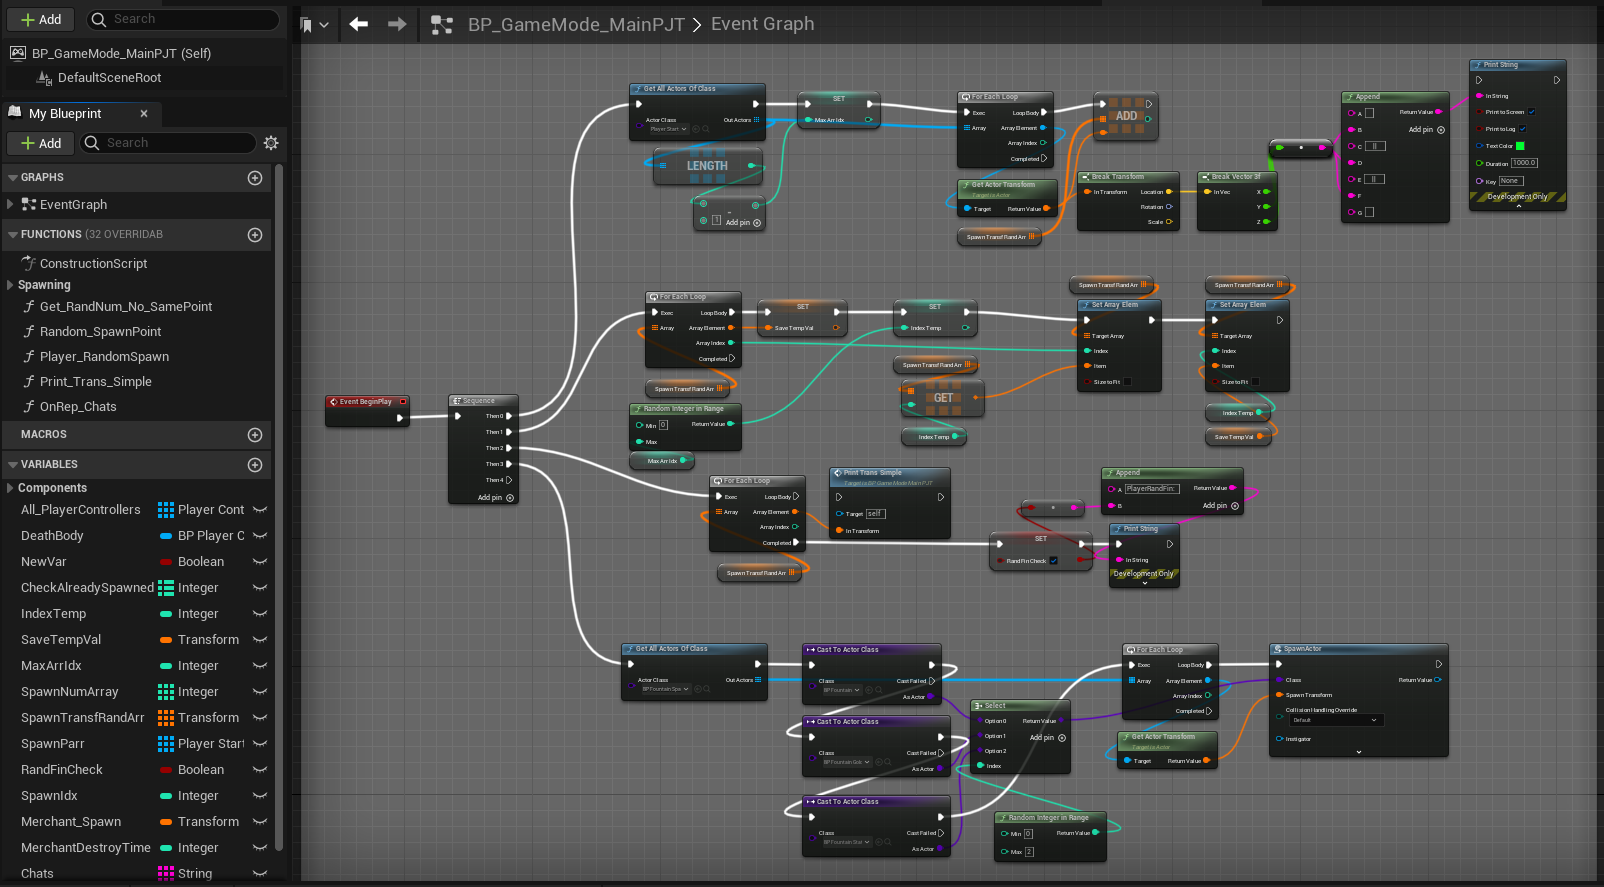 Add
Search
BP_GameMode_MainPJT (Self)
DefaultSceneRoot
My Blueprint
Add
Search
GRAPHS
EventGraph
FUNCTIONS (32 OVERRIDAB
ConstructionScript
Spawning
Get_RandNum_No_SamePoint
Random_SpawnPoint
Player_RandomSpawn
Print_Trans_Simple
OnRep_Chats
MACROS
VARIABLES
Components
All_PlayerControllers Player Cont
DeathBody BP Player C
NewVar Boolean
CheckAlreadySpawned Integer
IndexTemp Integer
SaveTempVal Transform
MaxArrIdx Integer
SpawnNumArray Integer
SpawnTransfRandArr Transform
SpawnParr Player Start
RandFinCheck Boolean
SpawnIdx Integer
Merchant_Spawn Transform
MerchantDestroyTime Integer
Chats String
BP_GameMode_MainPJT > Event Graph
Event BeginPlay
Sequence
Then 0
Then 1
Then 2
Then 3
Then 4
Add pin
Get All Actors Of Class
Actor Class Out Actors
Player Start
LENGTH
1 Add pin
SET
Max Arr Idx
For Each Loop
Exec Loop Body
Array Array Element
Array Index
Completed
ADD
Get Actor Transform
Target is Actor
Target Return Value
Spawn Transf Rand Arr
Break Transform
In Transform Location
Rotation
Scale
Break Vector 3f
In Vec X
Y
Z
Append
A Return Value
B Add pin
C ||
D
E ||
F
G
Print String
In String
Print to Screen
Print to Log
Text Color
Duration 1000.0
Key None
Development Only
For Each Loop
Exec Loop Body
Array Array Element
Array Index
Completed
Spawn Transf Rand Arr
Random Integer in Range
Min 0 Return Value
Max
Max Arr Idx
SET
Save Temp Val
SET
Index Temp
Spawn Transf Rand Arr
GET
Index Temp
Spawn Transf Rand Arr
Set Array Elem
Target Array
Index
Item
Size to Fit
Spawn Transf Rand Arr
Set Array Elem
Target Array
Index
Item
Size to Fit
Index Temp
Save Temp Val
For Each Loop
Exec Loop Body
Array Array Element
Array Index
Completed
Spawn Transf Rand Arr
Print Trans Simple
Target is BP Game Mode Main PJT
Target self
In Transform
SET
Rand Fin Check
Append
A PlayerRandFin: Return Value
B Add pin
Print String
In String
Development Only
Get All Actors Of Class
Actor Class Out Actors
BP Fountain Spa
Cast To Actor Class
Class Cast Failed
BP Fountain
As Actor
Cast To Actor Class
Class Cast Failed
As Actor
Cast To Actor Class
Class Cast Failed
As Actor
Select
Option 0 Return Value
Option 1 Add pin
Option 2
Index
Random Integer in Range
Min 0 Return Value
Max 2
For Each Loop
Exec Loop Body
Array Array Element
Array Index
Completed
Get Actor Transform
Target is Actor
Target Return Value
SpawnActor
Class Return Value
Spawn Transform
Collision Handling Override
Default
Instigator